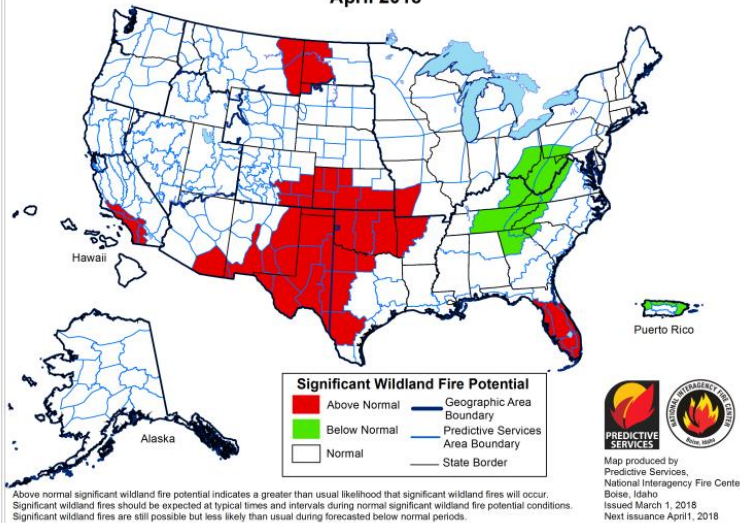 April 2018
Hawaii
Puerto Rico
Alaska
Significant Wildland Fire Potential
Above Normal
Below Normal
Normal
Geographic Area
Boundary
Predictive Services
Area Boundary
State Border
PREDICTIVE
SERVICES
NATIONAL INTERAGENCY FIRE CENTER
Boise, Idaho
Map produced by
Predictive Services,
National Interagency Fire Cente
Boise, Idaho
Issued March 1, 2018
Next issuance April1, 2018
Above normal significant wildland fire potential indicates a greater than usual likelihood that significant wildland fires will occur.
Significant wildland fires should be expected at typical times and intervals during normal significant wildland fire potential conditions.
Significant wildland fires are still possible but less likely than usual during forecasted below normal periods.